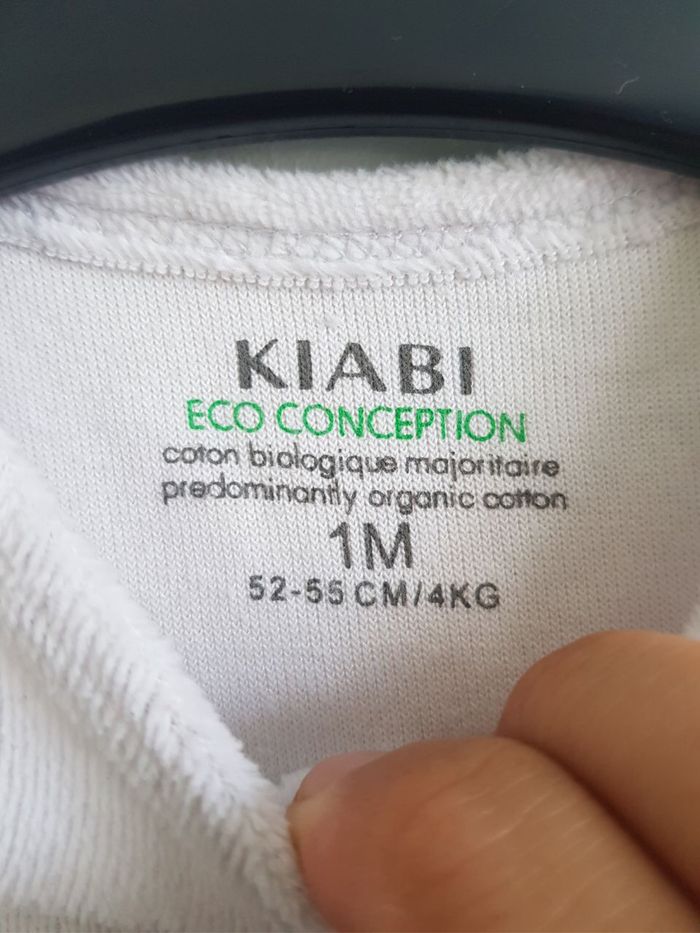 KIABI
ECO CONCEPTION
coton biologique majoritaire
predominantly organic cotton
1M
52-55 CM/4KG